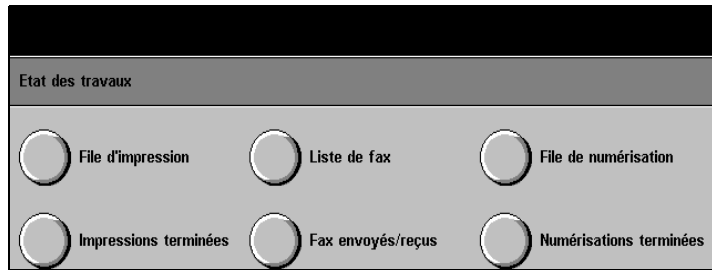 Etat des travaux
File d'impression
Liste de fax
File de numérisation
Impressions terminées
Fax envoyés/reçus
Numérisations terminées